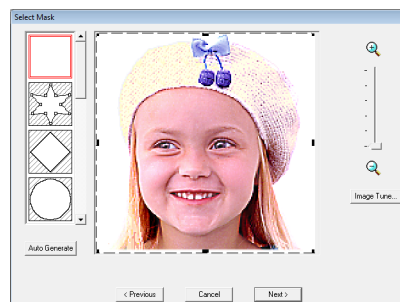 Select Mask
Image Tune...
Auto Generate
< Previous
Cancel
Next >